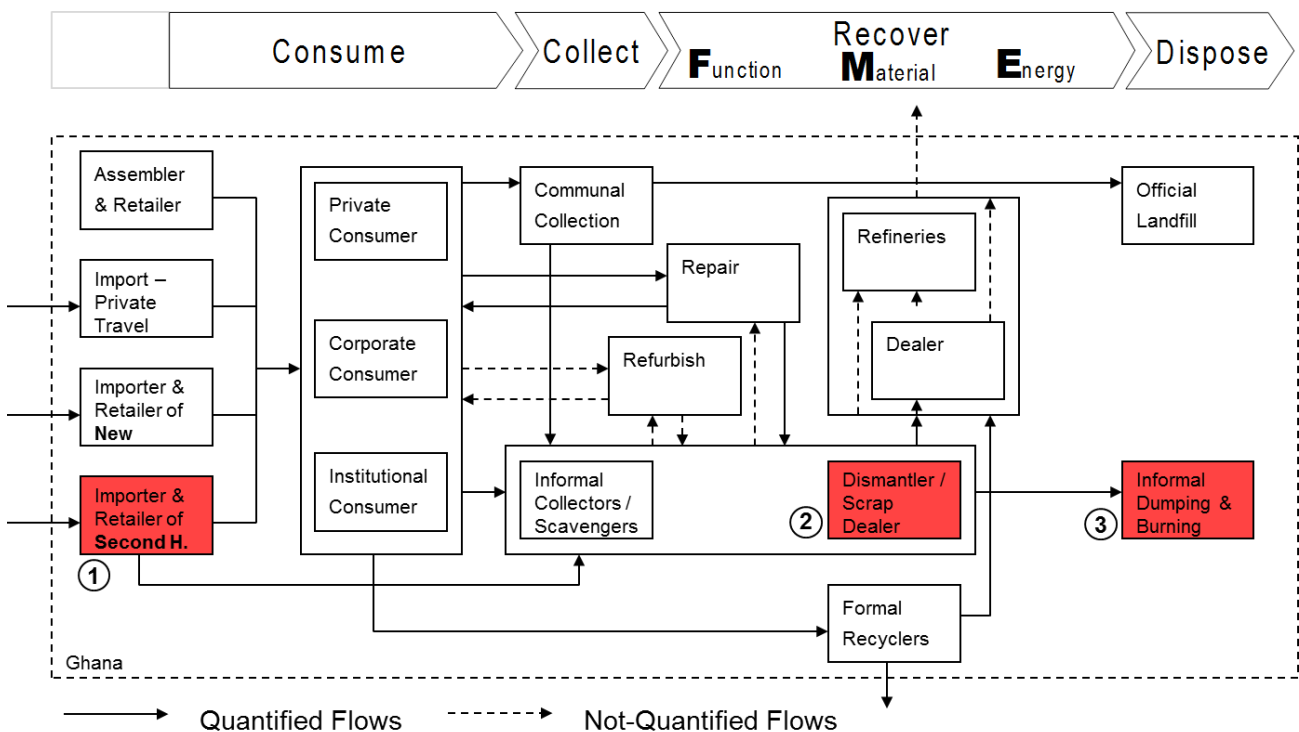 Consume
Collect
Recover
Function Material Energy
Dispose
Assembler
& Retailer
Import –
Private
Travel
Importer &
Retailer of
New
Importer &
Retailer of
Second H.
1
Private
Consumer
Corporate
Consumer
Institutional
Consumer
Communal
Collection
Repair
Refurbish
Informal
Collectors /
Scavengers
Refineries
Dealer
Dismantler /
Scrap
Dealer
2
Official
Landfill
Informal
Dumping &
Burning
3
Formal
Recyclers
Ghana
Quantified Flows
Not-Quantified Flows